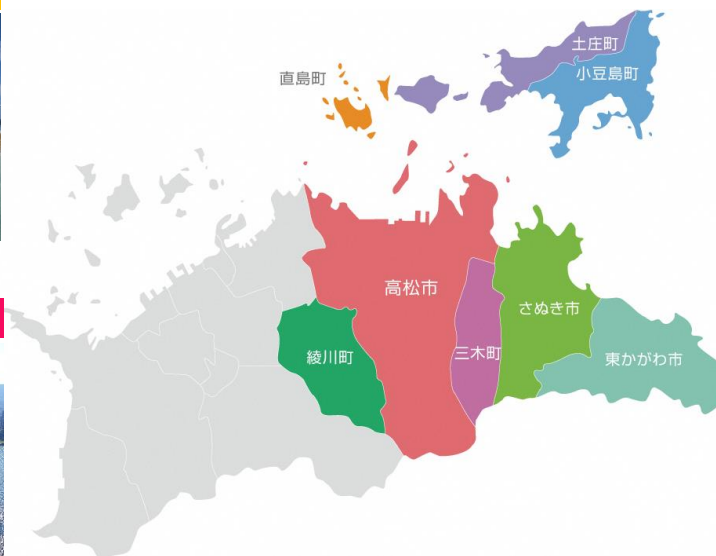 土庄町
小豆島町
直島町
高松市
さぬき市
綾川町
三木町
東かがわ市